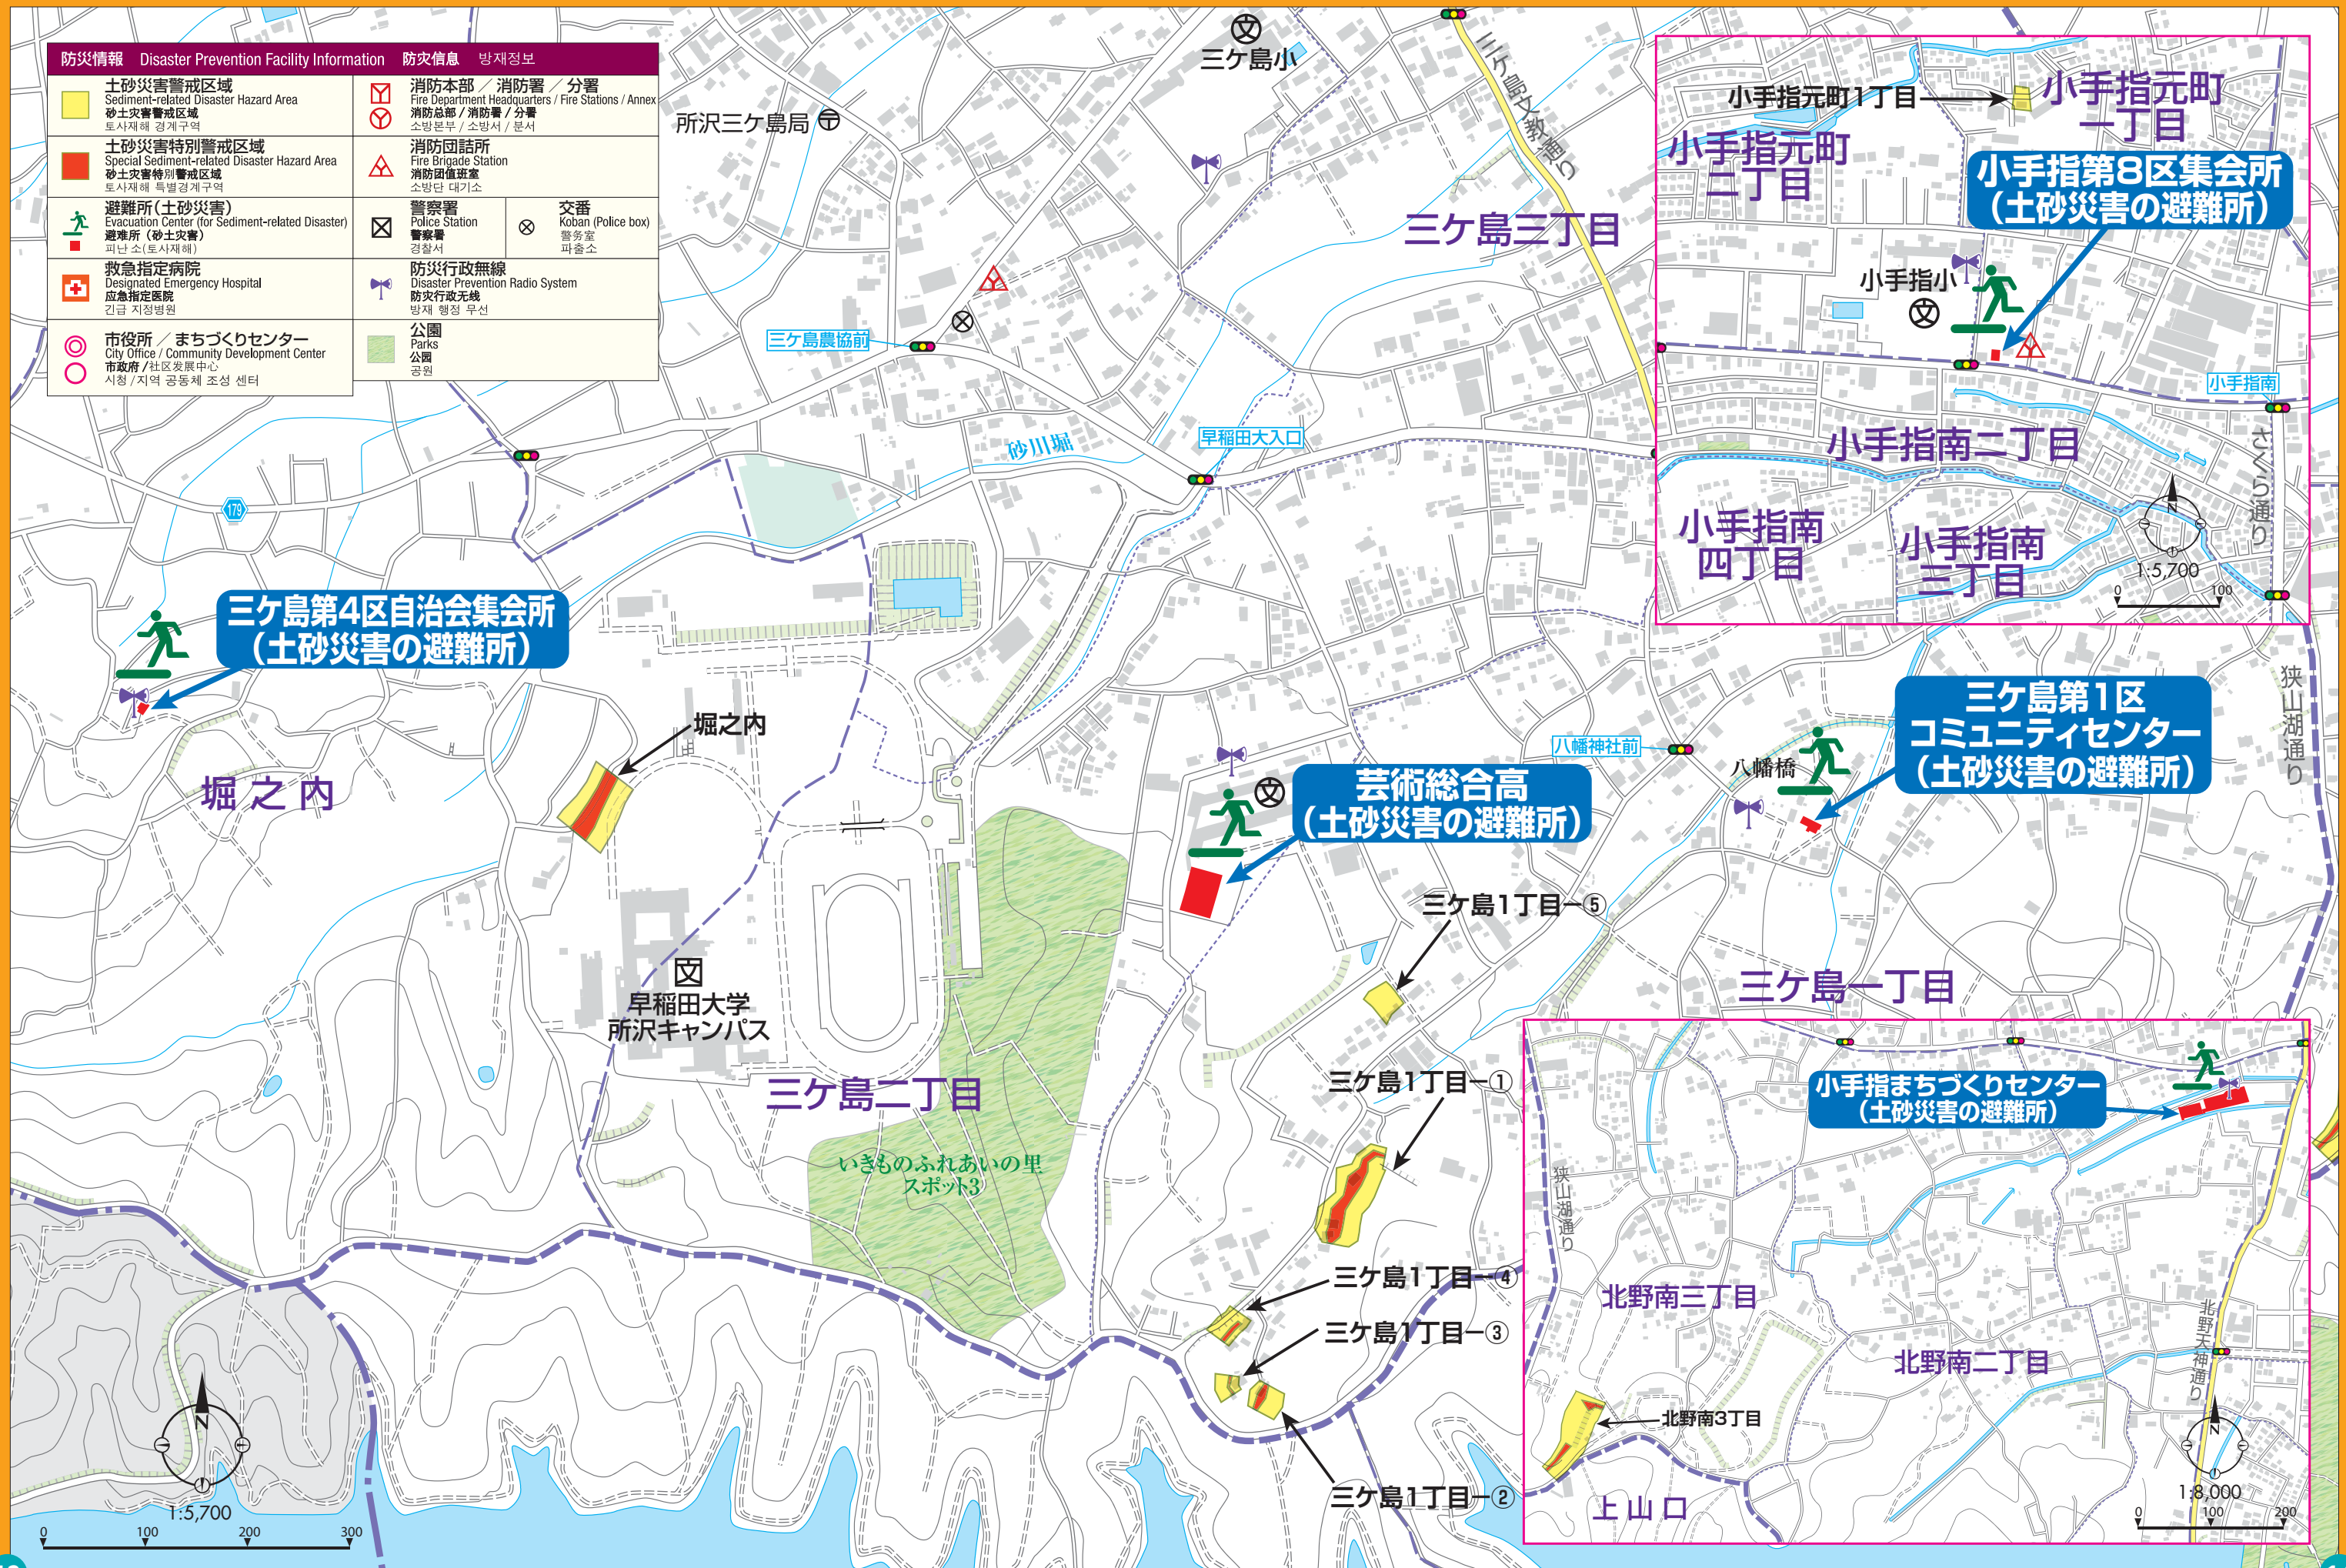 防災情報 Disaster Prevention Facility Information 防灾信息 방재정보
土砂災害警戒区域
Sediment-related Disaster Hazard Area
砂土灾害警戒区域
토사재해 경계구역
消防本部 ／ 消防署 ／ 分署
Fire Department Headquarters / Fire Stations / Annex
消防总部 / 消防署 / 分署
소방본부 / 소방서 / 분서
土砂災害特別警戒区域
Special Sediment-related Disaster Hazard Area
砂土灾害特别警戒区域
토사재해 특별경계구역
消防団詰所
Fire Brigade Station
消防团值班室
소방단 대기소
避難所（土砂災害）
Evacuation Center (for Sediment-related Disaster)
避难所（砂土灾害）
피난 소(토사재해)
警察署
Police Station
警察署
경찰서
交番
Koban (Police box)
警务室
파출소
救急指定病院
Designated Emergency Hospital
应急指定医院
긴급 지정병원
防災行政無線
Disaster Prevention Radio System
防灾行政无线
방재 행정 무선
市役所 ／ まちづくりセンター
City Office / Community Development Center
市政府 / 社区发展中心
시청 / 지역 공동체 조성 센터
公園
Parks
公园
공원
三ケ島小
文
所沢三ケ島局
三ケ島文教通り
三ケ島三丁目
三ケ島農協前
砂川堀
早稲田大入口
179
小手指元町1丁目
小手指元町
一丁目
小手指元町
三丁目
小手指第8区集会所
（土砂災害の避難所）
小手指小
文
小手指南
小手指南二丁目
さくら通り
小手指南
四丁目
小手指南
三丁目
N
1:5,700
0 100
三ケ島第4区自治会集会所
（土砂災害の避難所）
堀之内
堀之内
狭山湖通り
三ケ島第1区
コミュニティセンター
（土砂災害の避難所）
八幡神社前
八幡橋
文
芸術総合高
（土砂災害の避難所）
三ケ島1丁目ー⑤
文
早稲田大学
所沢キャンパス
三ケ島一丁目
三ケ島二丁目
三ケ島1丁目ー①
いきものふれあいの里
スポット3
三ケ島1丁目ー④
三ケ島1丁目ー③
三ケ島1丁目ー②
小手指まちづくりセンター
（土砂災害の避難所）
狭山湖通り
北野南三丁目
北野南二丁目
北野天神通り
北野南3丁目
上山口
N
1:8,000
0 100 200
N
1:5,700
0 100 200 300